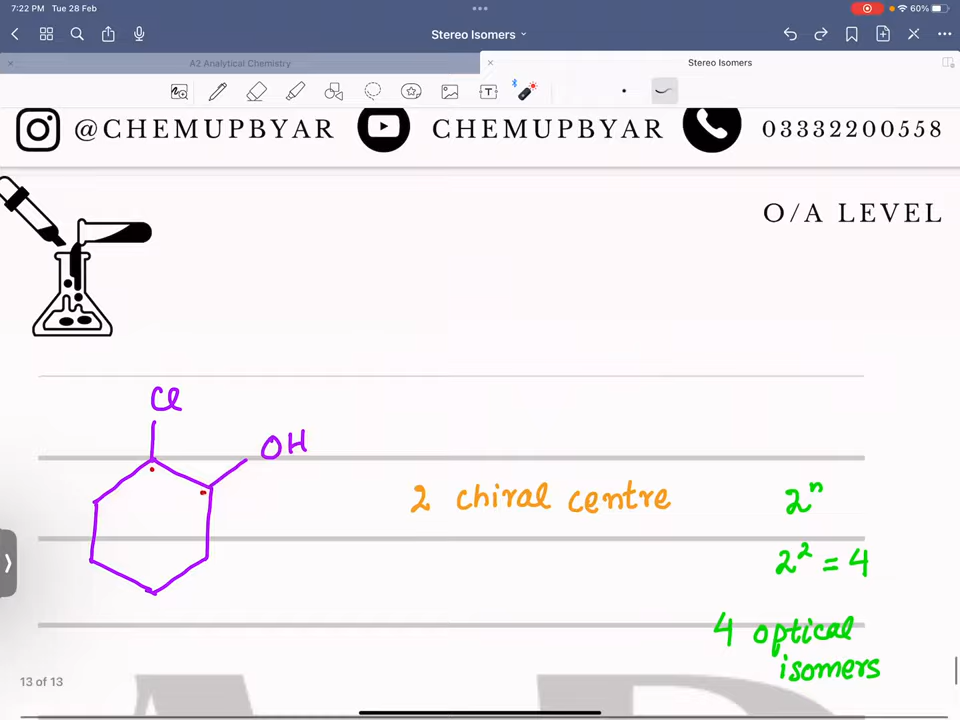 7:22 PM Tue 28 Feb
60%
Stereo Isomers
A2 Analytical Chemistry
Stereo Isomers
T
@CHEMUPBYAR CHEMUPBYAR 03332200558
O/A LEVEL
Cl
OH
2 chiral centre
2ⁿ
2² = 4
4 optical
isomers
13 of 13